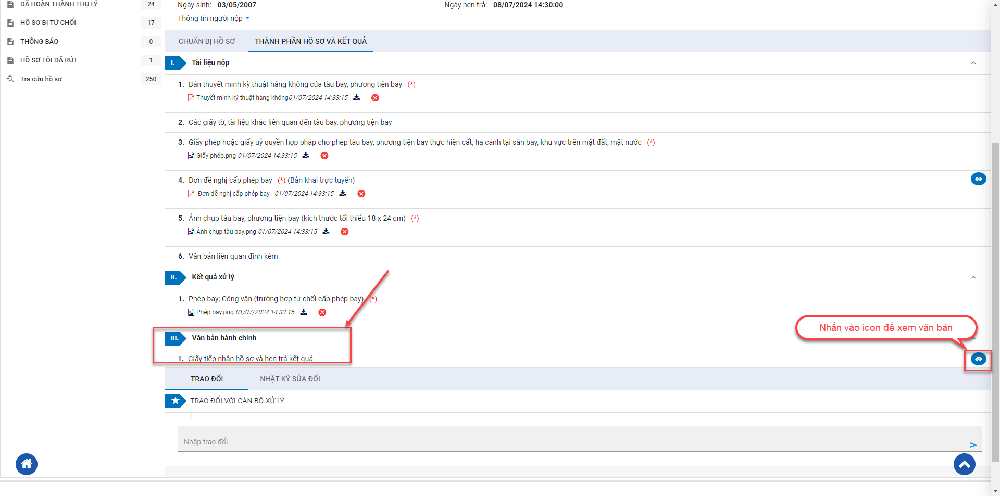 ĐÃ HOÀN THÀNH THỤ LÝ 24
HỒ SƠ BỊ TỪ CHỐI 17
THÔNG BÁO 0
HỒ SƠ TÔI ĐÃ RÚT 1
Tra cứu hồ sơ 250
Ngày sinh: 03/05/2007 Ngày hẹn trả: 08/07/2024 14:30:00
Thông tin người nộp
CHUẨN BỊ HỒ SƠ THÀNH PHẦN HỒ SƠ VÀ KẾT QUẢ
I. Tài liệu nộp
1. Bản thuyết minh kỹ thuật hàng không của tàu bay, phương tiện bay (*)
Thuyết minh kỹ thuật hàng không01/07/2024 14:33:15
2. Các giấy tờ, tài liệu khác liên quan đến tàu bay, phương tiện bay
3. Giấy phép hoặc giấy uỷ quyền hợp pháp cho phép tàu bay, phương tiện bay thực hiện cất, hạ cánh tại sân bay, khu vực trên mặt đất, mặt nước (*)
Giấy phép.png 01/07/2024 14:33:15
4. Đơn đề nghị cấp phép bay (*) (Bản khai trực tuyến)
Đơn đề nghị cấp phép bay - 01/07/2024 14:33:15
5. Ảnh chụp tàu bay, phương tiện bay (kích thước tối thiểu 18 x 24 cm) (*)
Ảnh chụp tàu bay.png 01/07/2024 14:33:15
6. Văn bản liên quan đính kèm
II. Kết quả xử lý
1. Phép bay; Công văn (trường hợp từ chối cấp phép bay) (*)
Phép bay.png 01/07/2024 14:33:15
Nhấn vào icon để xem văn bản
III. Văn bản hành chính
1. Giấy tiếp nhận hồ sơ và hẹn trả kết quả
TRAO ĐỔI NHẬT KÝ SỬA ĐỔI
TRAO ĐỔI VỚI CÁN BỘ XỬ LÝ
Nhập trao đổi